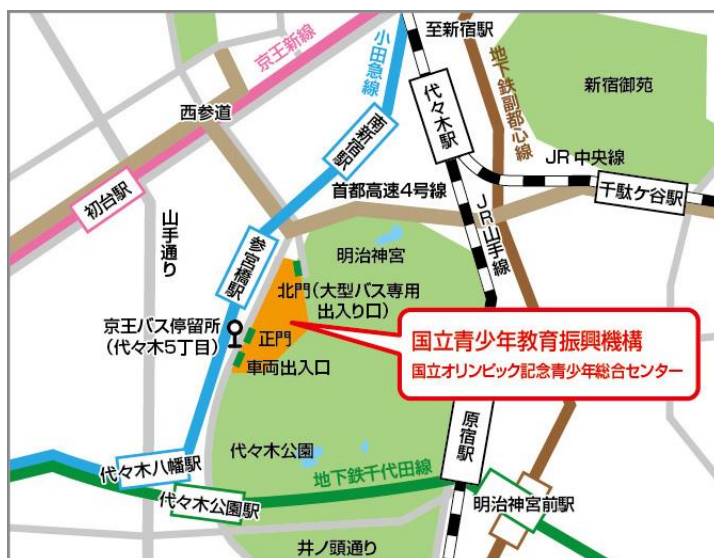 至新宿駅
小田急線
京王新線
地下鉄副都心線
新宿御苑
代々木駅
西参道
南新宿駅
JR中央線
初台駅
首都高速4号線
千駄ケ谷駅
山手通り
JR山手線
参宮橋駅
明治神宮
北門(大型バス専用
出入り口)
京王バス停留所
(代々木5丁目)
正門
車両出入口
国立青少年教育振興機構
国立オリンピック記念青少年総合センター
原宿駅
代々木公園
代々木八幡駅
地下鉄千代田線
代々木公園駅
明治神宮前駅
井ノ頭通り